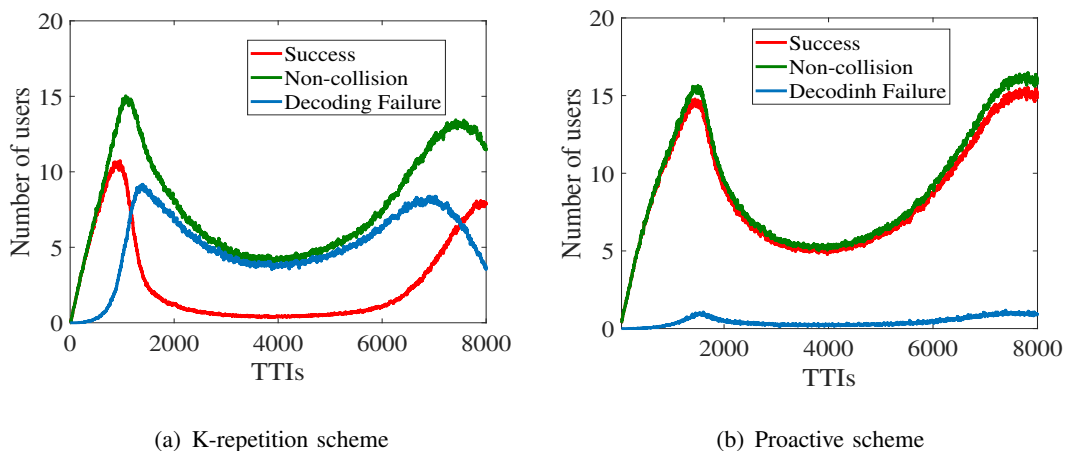 20
15
10
5
0
Number of users
Success
Non-collision
Decoding Failure
0 2000 4000 6000 8000
TTIs
(a) K-repetition scheme
20
15
10
5
0
Number of users
Success
Non-collision
Decodinh Failure
2000 4000 6000 8000
TTIs
(b) Proactive scheme